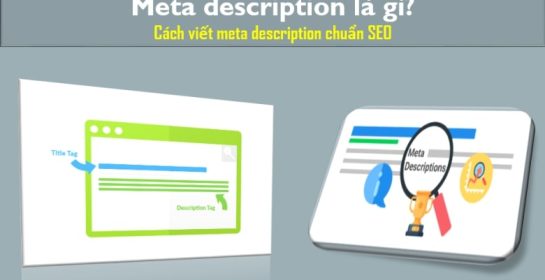 Meta description là gì?
Cách viết meta description chuẩn SEO
Title Tag
Description Tag
Meta
Descriptions